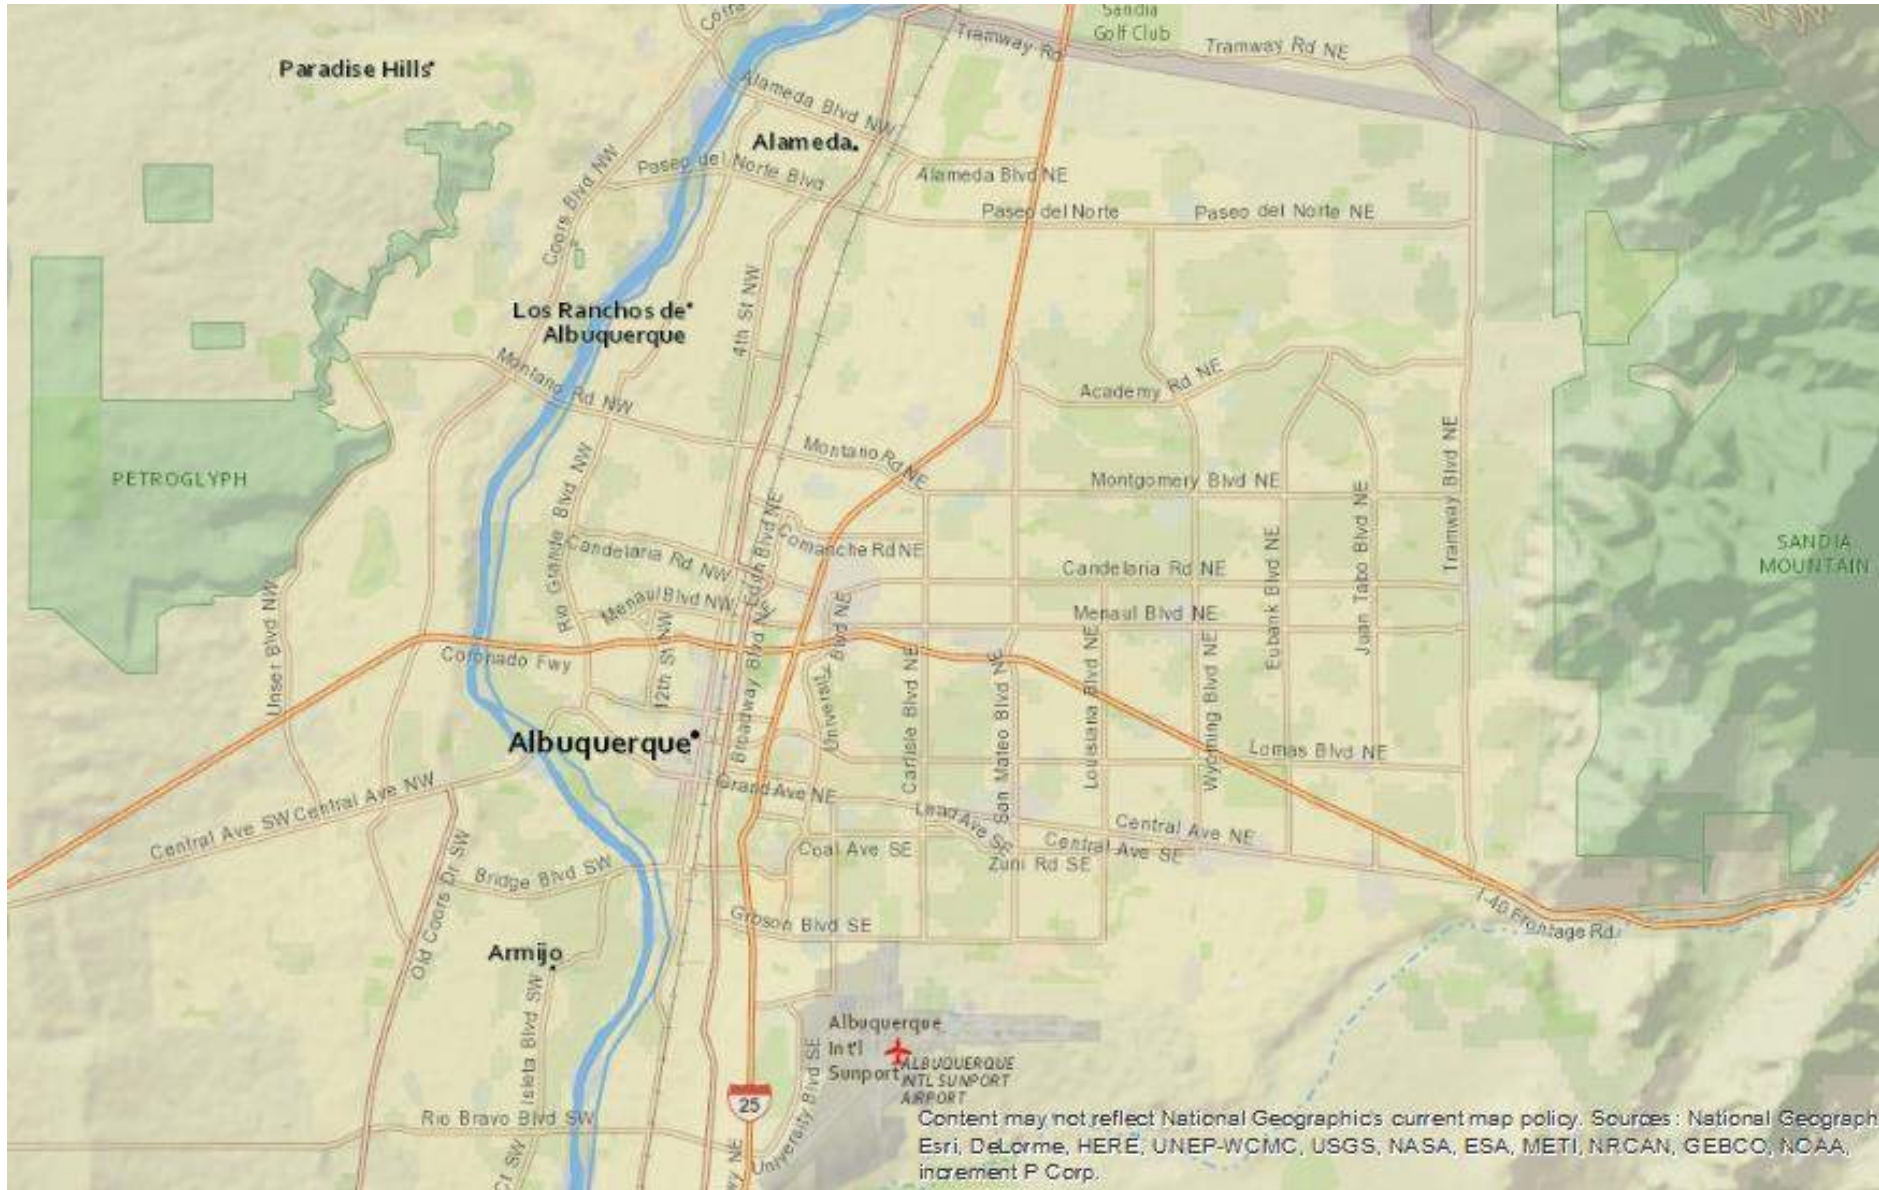 Sandia
Golf Club
Tramway Rd
Tramway Rd NE
Paradise Hills
Alameda Blvd NW
Alameda
Paseo del Norte Blvd
Alameda Blvd NE
Paseo del Norte
Paseo del Norte NE
Coors Blvd NW
4th St NW
Los Ranchos de
Albuquerque
Montano Rd NW
Academy Rd NE
PETROGLYPH
Montano Rd NE
Montgomery Blvd NE
Rio Grande Blvd NW
Edith Blvd NE
Comanche Rd NE
Candelaria Rd NW
Candelaria Rd NE
Menaul Blvd NW
Menaul Blvd NE
Eubank Blvd NE
Juan Tabo Blvd NE
Tramway Blvd NE
SANDIA
MOUNTAIN
Unser Blvd NW
Coronado Fwy
12th St NW
Broadway Blvd NE
University Blvd NE
Carlisle Blvd NE
San Mateo Blvd NE
Louisiana Blvd NE
Wyoming Blvd NE
Albuquerque
Lomas Blvd NE
Grand Ave NE
Lead Ave SE
Central Ave NE
Central Ave SE
Central Ave SW
Central Ave NW
Coal Ave SE
Zuni Rd SE
Old Coors Dr SW
Bridge Blvd SW
Gibson Blvd SE
I-40 Frontage Rd
Armijo
Isleta Blvd SW
University Blvd SE
Albuquerque
Int'l
Sunport
ALBUQUERQUE
INTL SUNPORT
AIRPORT
25
Rio Bravo Blvd SW
SW
NE
Content may not reflect National Geographic's current map policy. Sources: National Geograph
Esri, DeLorme, HERE, UNEP-WCMC, USGS, NASA, ESA, METI, NRCAN, GEBCO, NOAA,
increment P Corp.